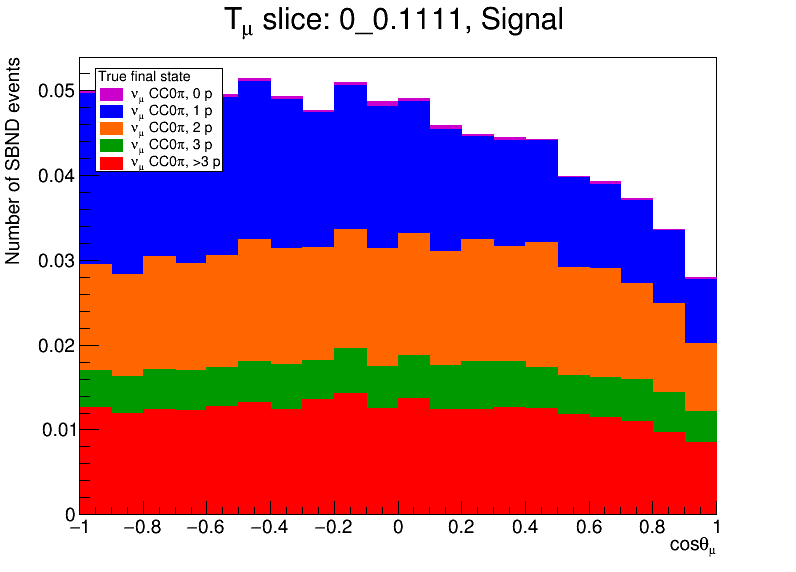 Tμ slice: 0_0.1111, Signal
Number of SBND events
0.05
0.04
0.03
0.02
0.01
0
True final state
νμ CC0π, 0 p
νμ CC0π, 1 p
νμ CC0π, 2 p
νμ CC0π, 3 p
νμ CC0π, >3 p
−1 −0.8 −0.6 −0.4 −0.2 0 0.2 0.4 0.6 0.8 1
cosθμ